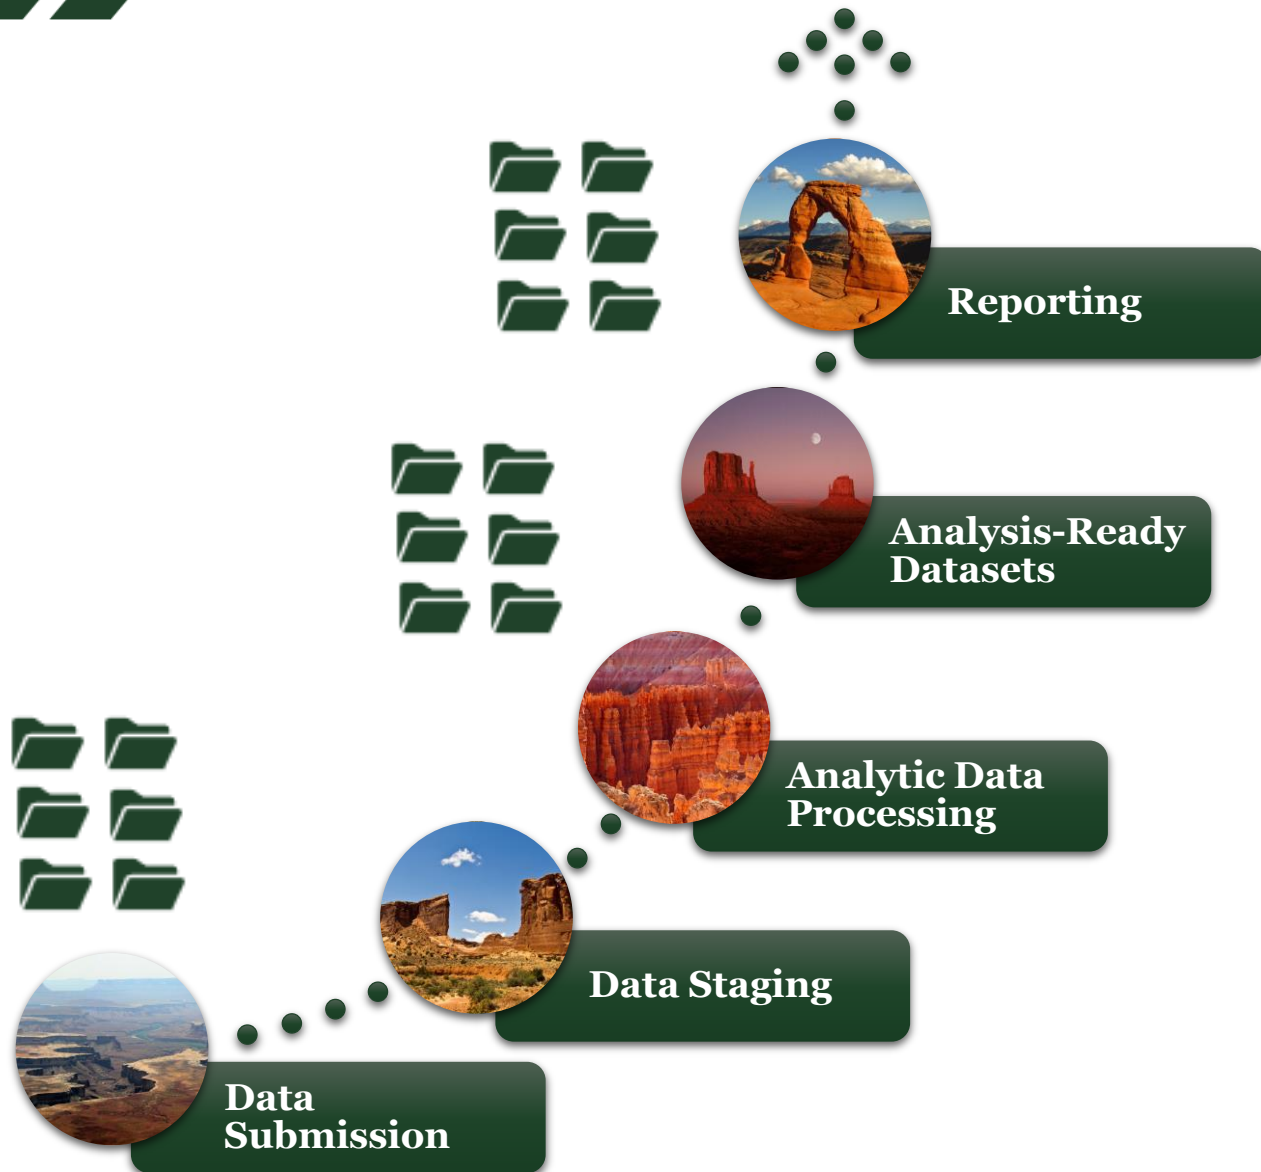 Reporting
Analysis-Ready
Datasets
Analytic Data
Processing
Data Staging
Data
Submission